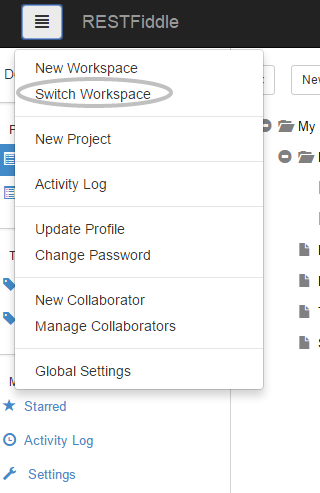 RESTFiddle
New Workspace
Switch Workspace
New Project
Activity Log
Update Profile
Change Password
New Collaborator
Manage Collaborators
Global Settings
My
Starred
Activity Log
Settings